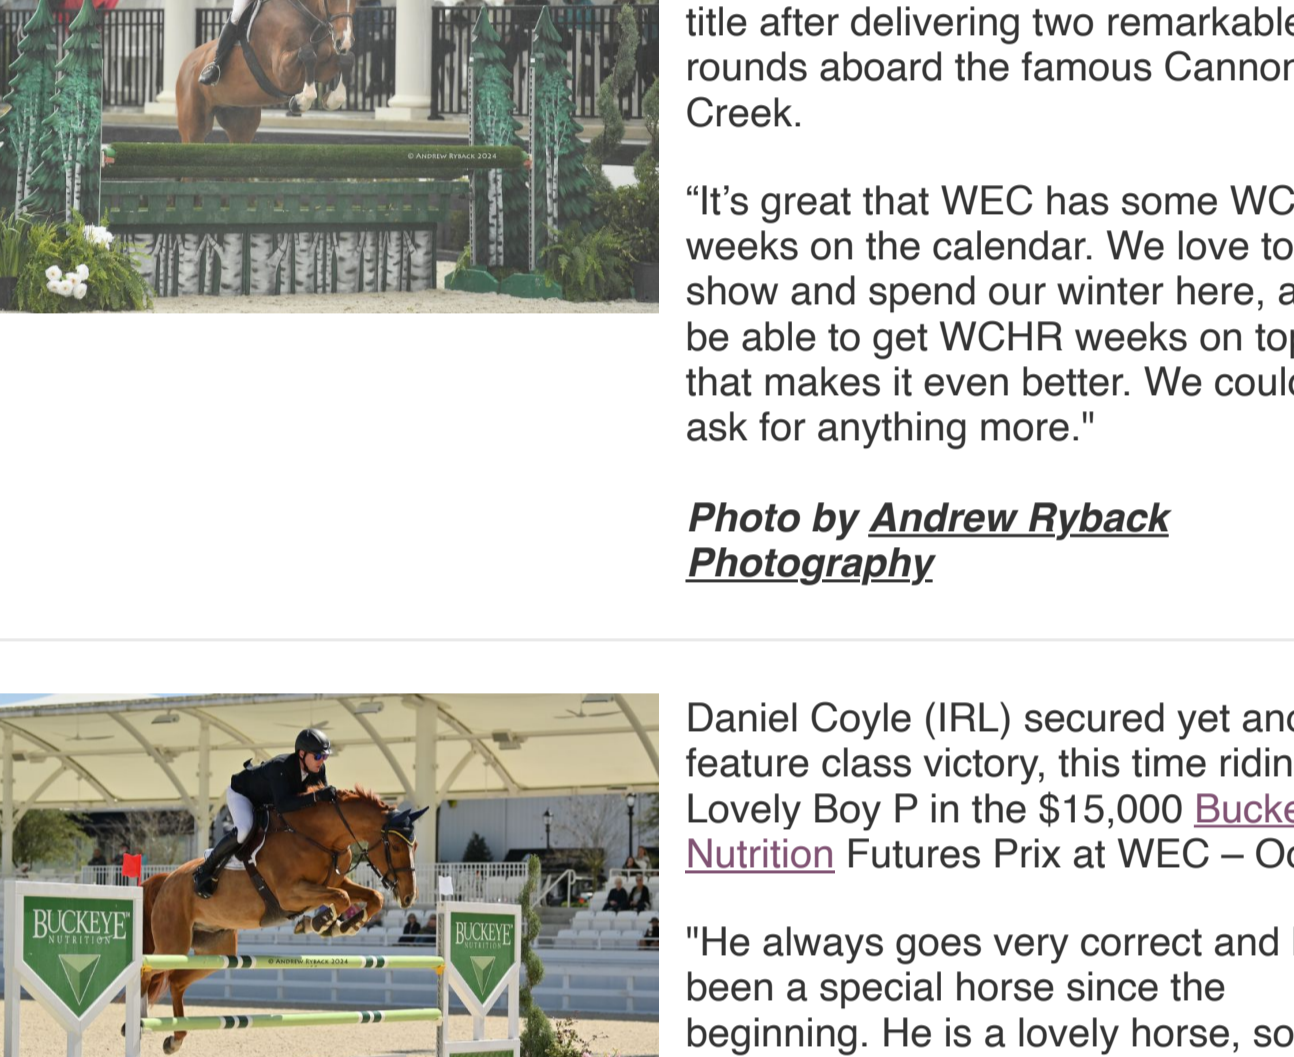 © ANDREW RYBACK 2024
title after delivering two remarkable
rounds aboard the famous Cannon
Creek.
“It’s great that WEC has some WC
weeks on the calendar. We love to
show and spend our winter here, a
be able to get WCHR weeks on top
that makes it even better. We could
ask for anything more."
Photo by Andrew Ryback
Photography
BUCKEYE™
NUTRITION
BUCKEYE
NUTRITION
© ANDREW RYBACK 2024
Daniel Coyle (IRL) secured yet ano
feature class victory, this time ridin
Lovely Boy P in the $15,000 Bucke
Nutrition Futures Prix at WEC – Oc
"He always goes very correct and
been a special horse since the
beginning. He is a lovely horse, so